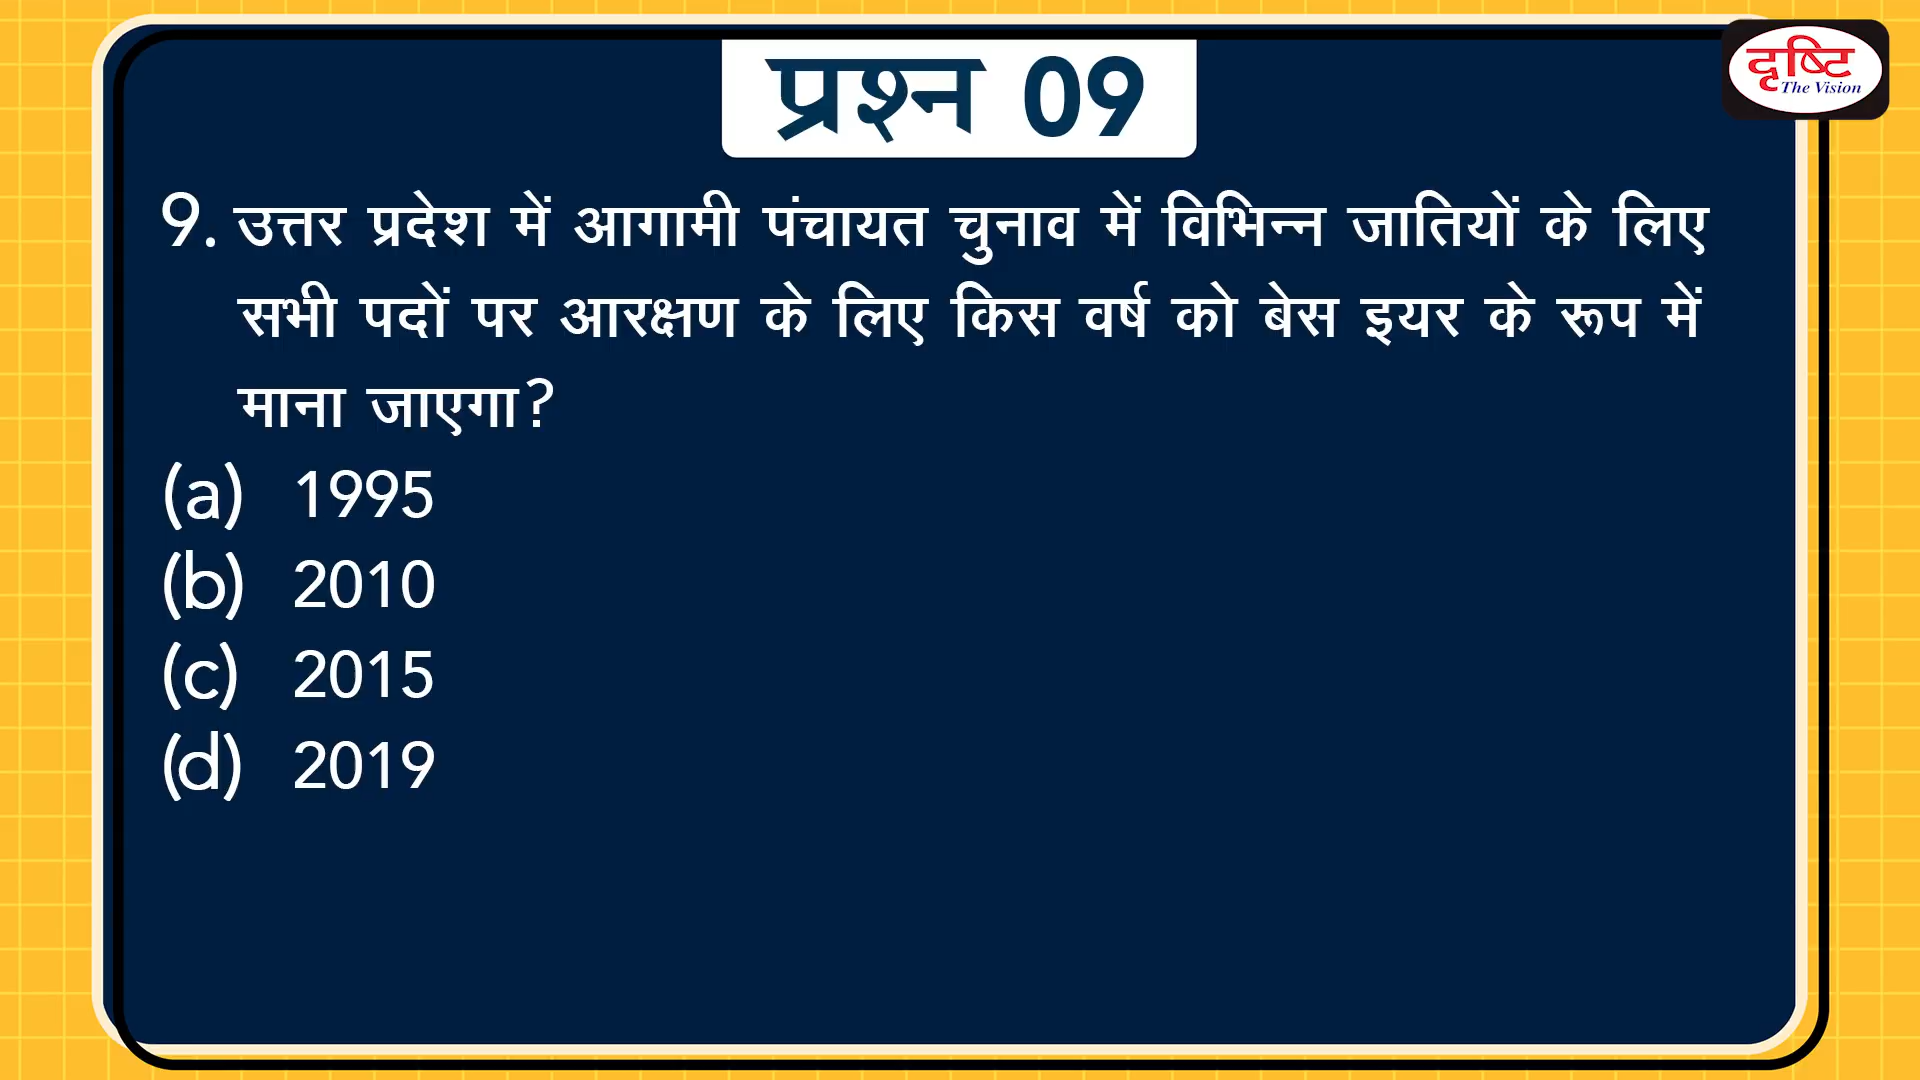 प्रश्न 09
दृष्टि
The Vision
9. उत्तर प्रदेश में आगामी पंचायत चुनाव में विभिन्न जातियों के लिए
सभी पदों पर आरक्षण के लिए किस वर्ष को बेस इयर के रूप में
माना जाएगा?
(a) 1995
(b) 2010
(c) 2015
(d) 2019